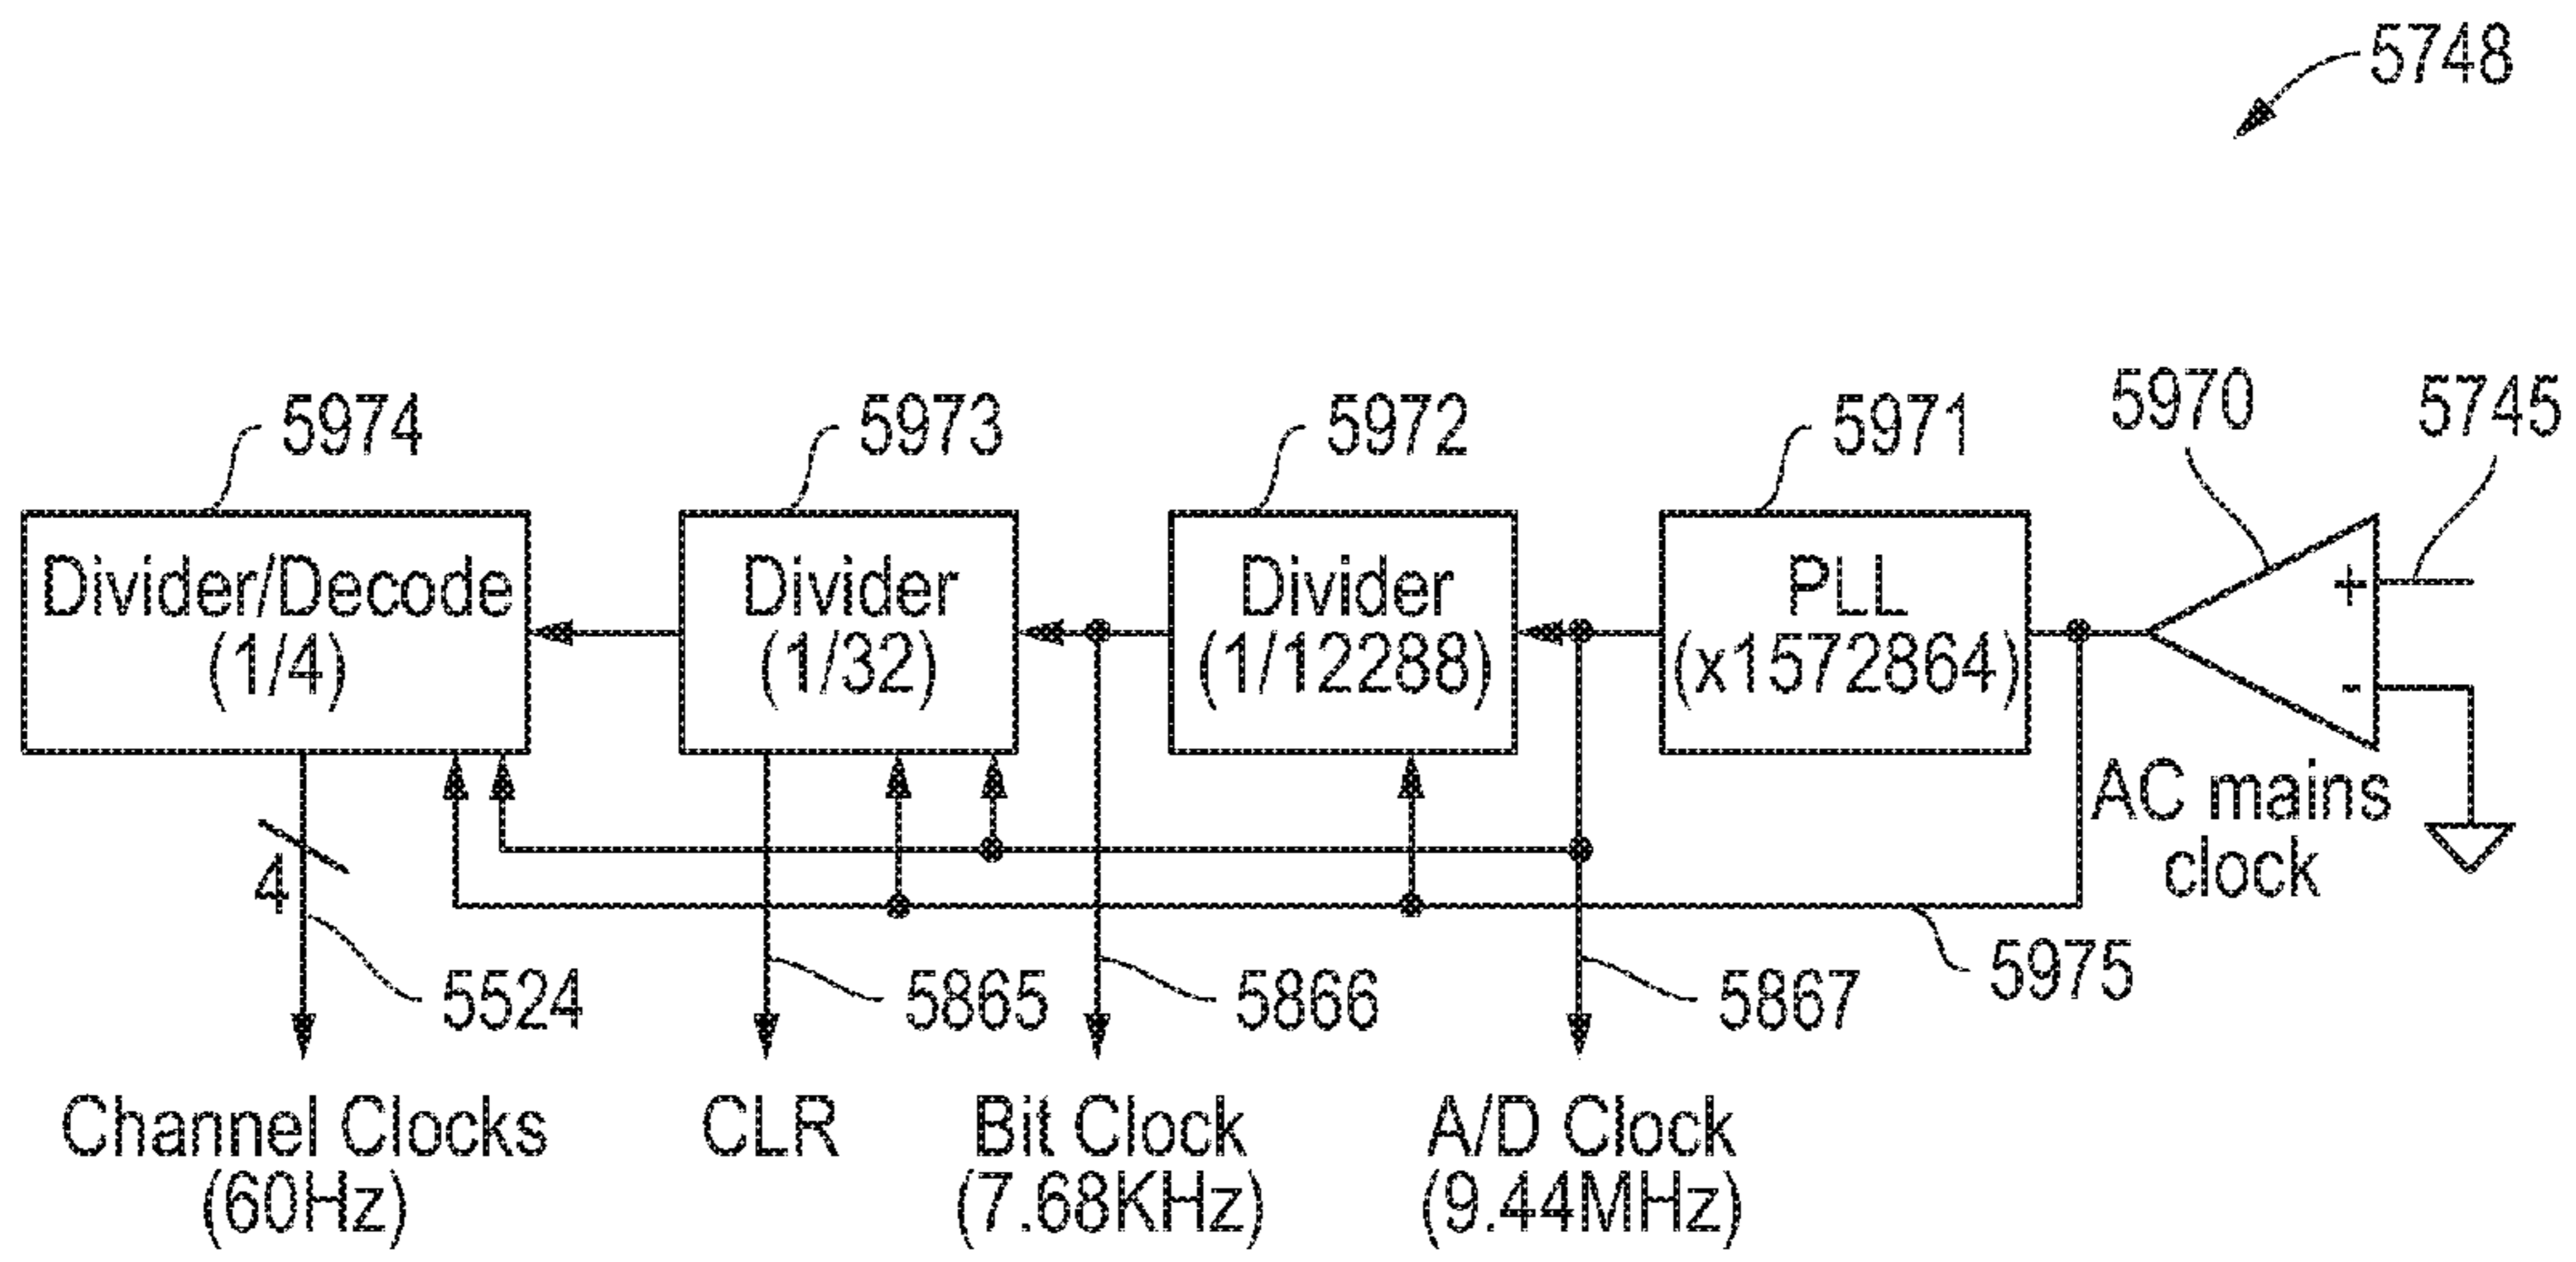 5748
5974
5973
5972
5971
5970
5745
Divider/Decode
(1/4)
Divider
(1/32)
Divider
(1/12288)
PLL
(x1572864)
+
-
AC mains
clock
4
5524
5865
5866
5867
5975
Channel Clocks
(60Hz)
CLR
Bit Clock
(7.68KHz)
A/D Clock
(9.44MHz)